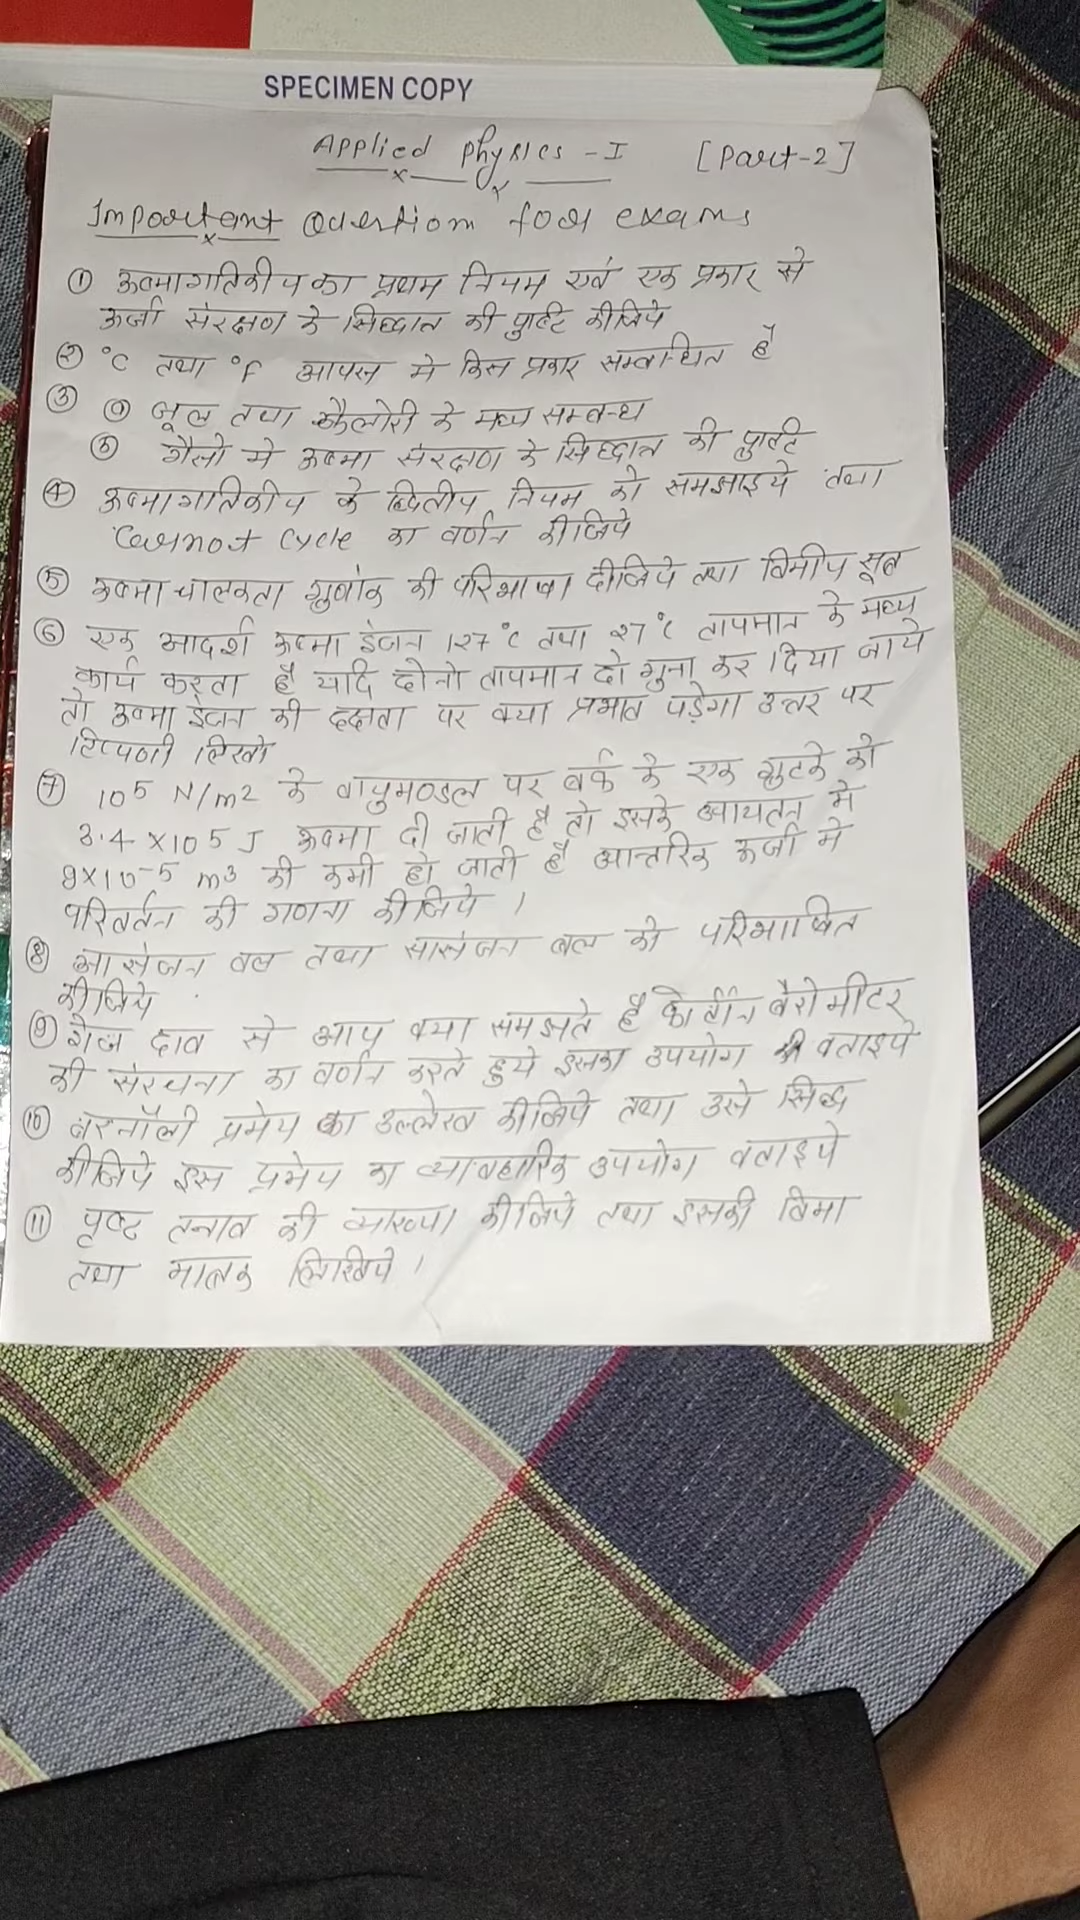 SPECIMEN COPY
Applied Physics - I [Part-2]
Important Question for exams
① ऊष्मागतिकीय का प्रथम नियम एवं एक प्रकार से
ऊर्जा संरक्षण के सिद्धान्त की पुष्टि कीजिये
② °C तथा °F आपस मे किस प्रकार सम्बन्धित है
③ ⓐ जूल तथा कैलोरी के मध्य सम्बन्ध
ⓑ गैसो मे ऊष्मा संरक्षण के सिद्धान्त की पुष्टि
④ ऊष्मागतिकीय के द्वितीय नियम को समझाइये तथा
Carnot cycle का वर्णन कीजिये
⑤ ऊष्मा चालकता गुणांक की परिभाषा दीजिये तथा विमीय सूत्र
⑥ एक आदर्श ऊष्मा इंजन 127°C तथा 27°C तापमान के मध्य
कार्य करता है यदि दोनो तापमान दो गुना कर दिया जाये
तो ऊष्मा इंजन की दक्षता पर क्या प्रभाव पड़ेगा उत्तर पर
टिप्पणी लिखो
⑦ 10⁵ N/m² के वायुमण्डल पर बर्फ के एक गुटके को
3.4 × 10⁵ J ऊष्मा दी जाती है तो इसके आयतन मे
9×10⁻⁵ m³ की कमी हो जाती है आन्तरिक ऊर्जा मे
परिवर्तन की गणना कीजिये ।
⑧ आसंजन बल तथा सासंजन बल को परिभाषित
कीजिये
⑨ गेज दाब से आप क्या समझते है फोर्तीन बैरोमीटर
की संरचना का वर्णन करते हुये इसका उपयोग भी बताइये
⑩ बरनॉली प्रमेय का उल्लेख कीजिये तथा उसे सिद्ध
कीजिये इस प्रमेय का व्यावहारिक उपयोग बताइये
⑪ पृष्ट तनाव की व्याख्या कीजिये तथा इसकी विमा
तथा मात्रक लिखिये ।